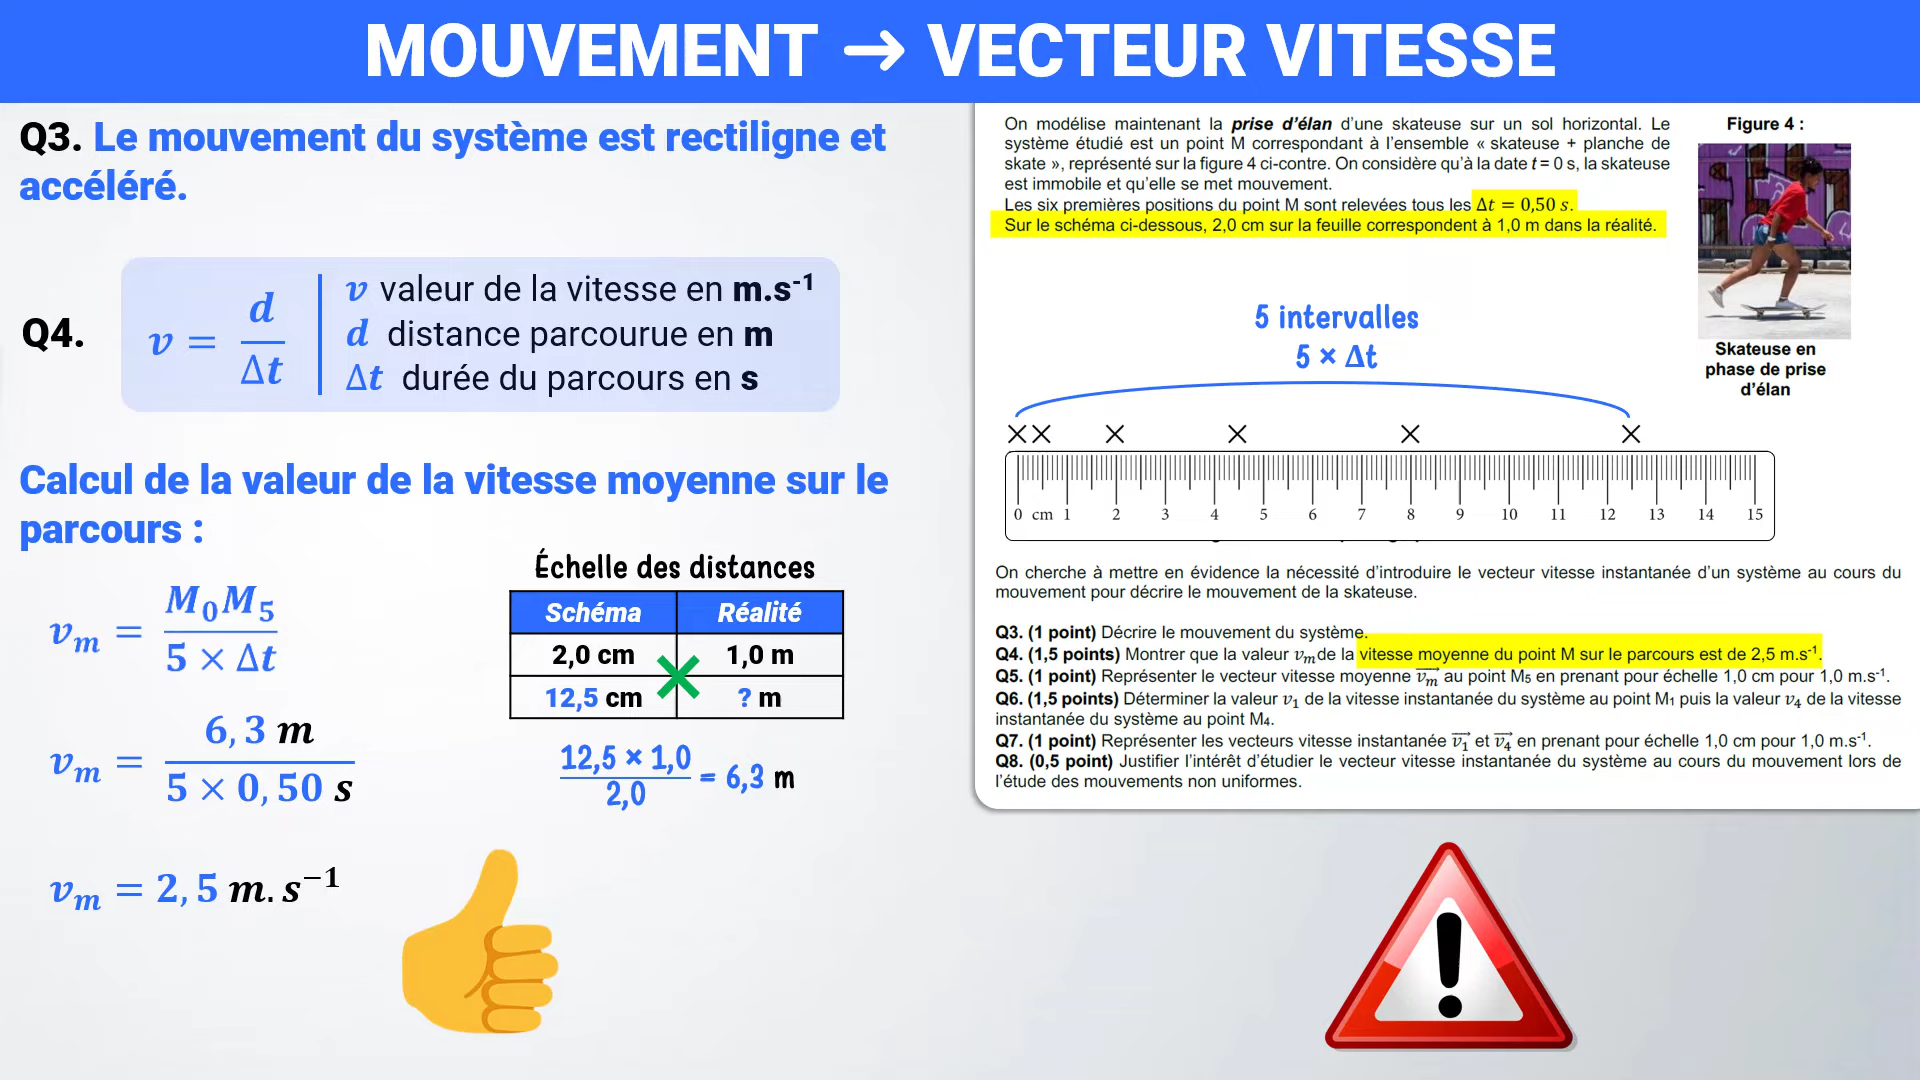 MOUVEMENT → VECTEUR VITESSE
Q3. Le mouvement du système est rectiligne et
accéléré.
Q4.
v = d / Δt
v valeur de la vitesse en m.s⁻¹
d distance parcourue en m
Δt durée du parcours en s
Calcul de la valeur de la vitesse moyenne sur le
parcours :
vₘ = M₀M₅ / 5 × Δt
vₘ = 6,3 m / 5 × 0,50 s
vₘ = 2,5 m.s⁻¹
Échelle des distances
Schéma Réalité
2,0 cm 1,0 m
12,5 cm ? m
12,5 × 1,0 / 2,0 = 6,3 m
On modélise maintenant la prise d'élan d'une skateuse sur un sol horizontal. Le
système étudié est un point M correspondant à l'ensemble « skateuse + planche de
skate », représenté sur la figure 4 ci-contre. On considère qu'à la date t = 0 s, la skateuse
est immobile et qu'elle se met mouvement.
Les six premières positions du point M sont relevées tous les Δt = 0,50 s.
Sur le schéma ci-dessous, 2,0 cm sur la feuille correspondent à 1,0 m dans la réalité.
Figure 4 :
Skateuse en
phase de prise
d'élan
5 intervalles
5 × Δt
0 cm 1 2 3 4 5 6 7 8 9 10 11 12 13 14 15
On cherche à mettre en évidence la nécessité d'introduire le vecteur vitesse instantanée d'un système au cours du
mouvement pour décrire le mouvement de la skateuse.
Q3. (1 point) Décrire le mouvement du système.
Q4. (1,5 points) Montrer que la valeur vₘ de la vitesse moyenne du point M sur le parcours est de 2,5 m.s⁻¹.
Q5. (1 point) Représenter le vecteur vitesse moyenne v⃗ₘ au point M₅ en prenant pour échelle 1,0 cm pour 1,0 m.s⁻¹.
Q6. (1,5 points) Déterminer la valeur v₁ de la vitesse instantanée du système au point M₁ puis la valeur v₄ de la vitesse
instantanée du système au point M₄.
Q7. (1 point) Représenter les vecteurs vitesse instantanée v⃗₁ et v⃗₄ en prenant pour échelle 1,0 cm pour 1,0 m.s⁻¹.
Q8. (0,5 point) Justifier l'intérêt d'étudier le vecteur vitesse instantanée du système au cours du mouvement lors de
l'étude des mouvements non uniformes.